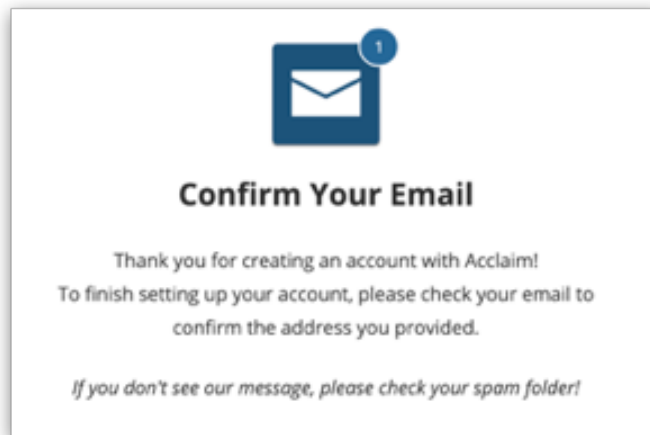 1
Confirm Your Email
Thank you for creating an account with Acclaim!
To finish setting up your account, please check your email to
confirm the address you provided.
If you don't see our message, please check your spam folder!